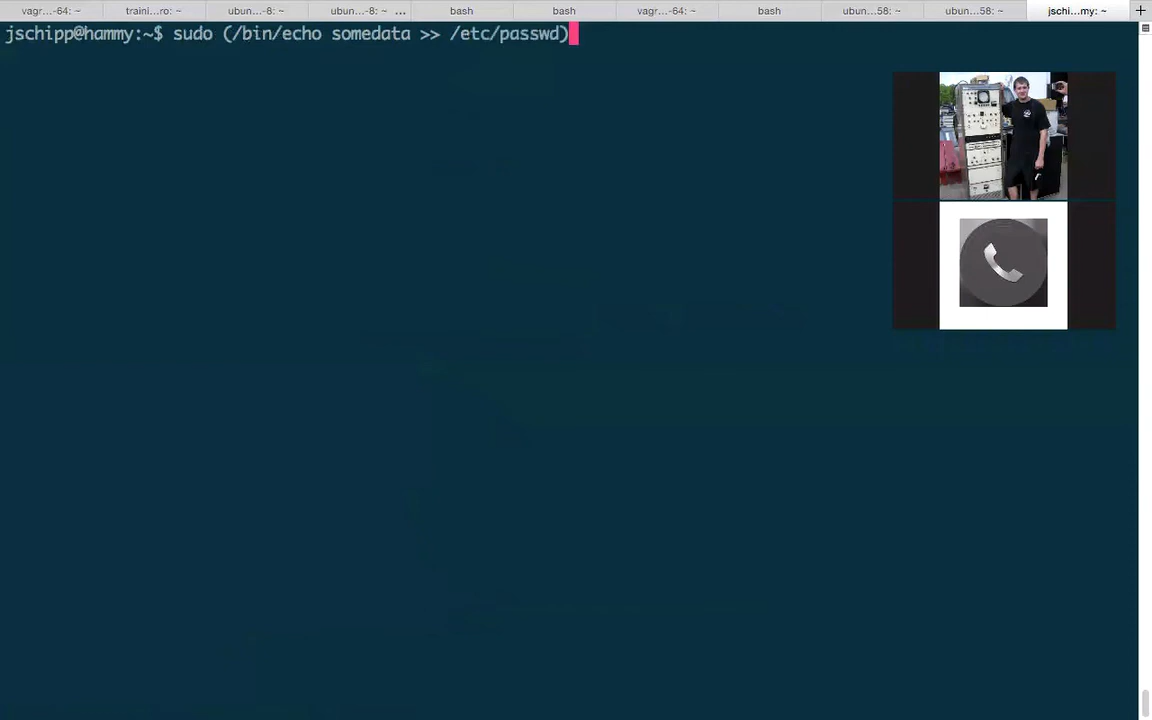 vagr...-64: ~ traini...ro: ~ ubun...-8: ~ ubun...-8: ~ ... bash bash vagr...-64: ~ bash ubun...58: ~ ubun...58: ~ jschi...my: ~ +
jschipp@hammy:~$ sudo (/bin/echo somedata >> /etc/passwd)